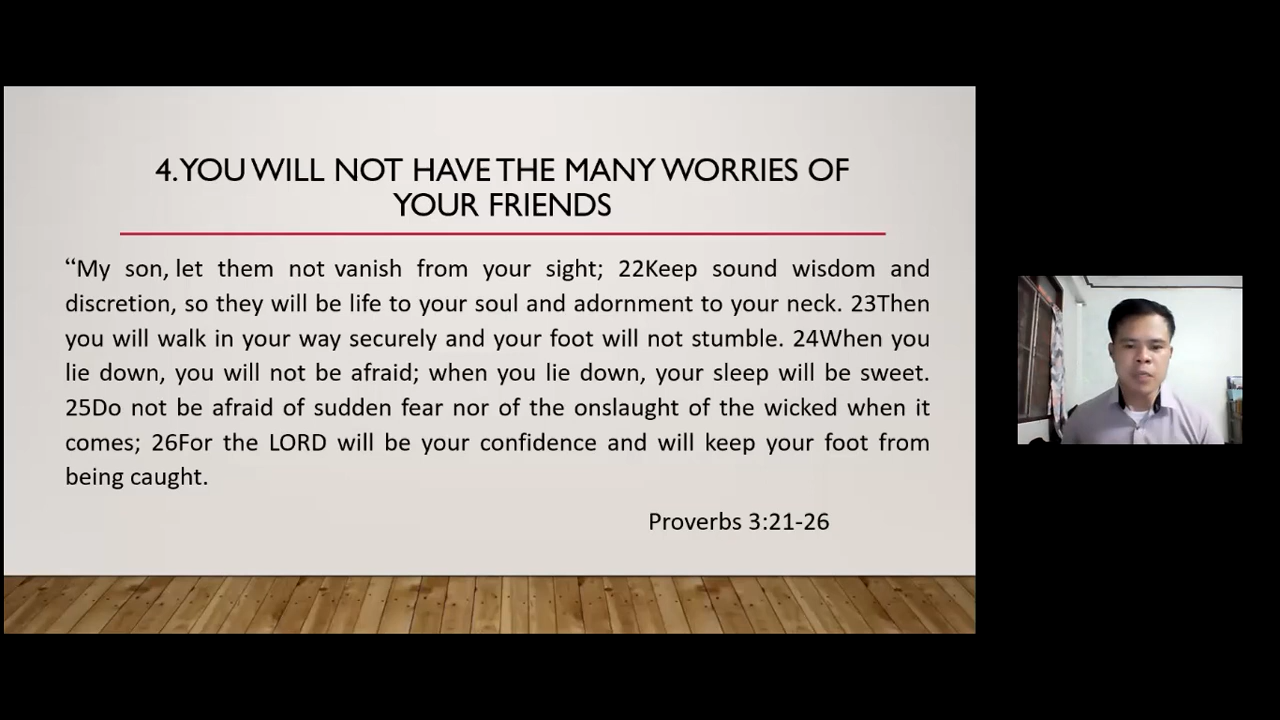 4. YOU WILL NOT HAVE THE MANY WORRIES OF
YOUR FRIENDS
“My son, let them not vanish from your sight; 22Keep sound wisdom and
discretion, so they will be life to your soul and adornment to your neck. 23Then
you will walk in your way securely and your foot will not stumble. 24When you
lie down, you will not be afraid; when you lie down, your sleep will be sweet.
25Do not be afraid of sudden fear nor of the onslaught of the wicked when it
comes; 26For the LORD will be your confidence and will keep your foot from
being caught.
Proverbs 3:21-26